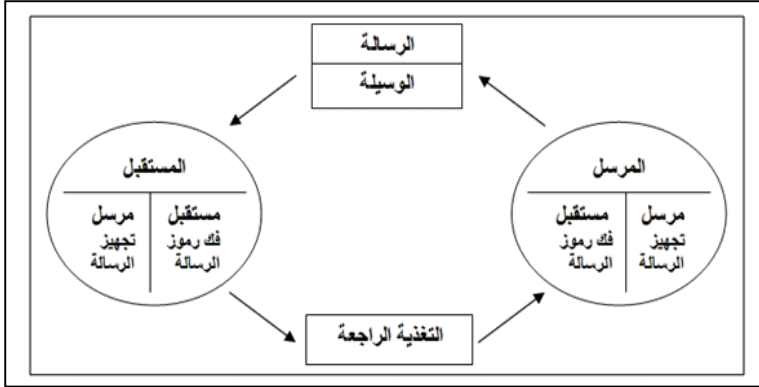 الرسالة
الوسيلة
المرسل
مرسل
تجهيز
الرسالة
مستقبل
فك رموز
الرسالة
المستقبل
مستقبل
فك رموز
الرسالة
مرسل
تجهيز
الرسالة
التغذية الراجعة